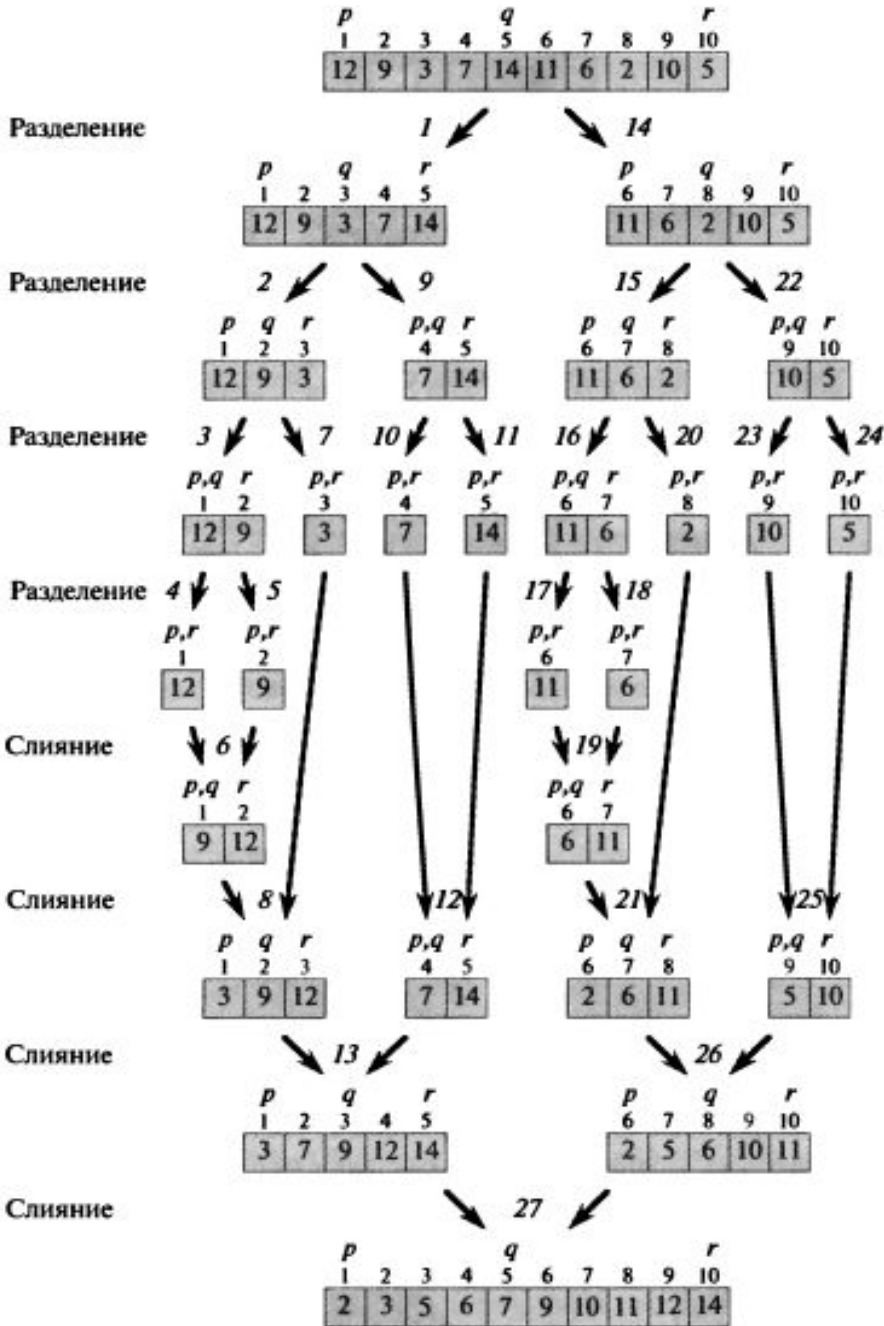 p q r
1 2 3 4 5 6 7 8 9 10
12 9 3 7 14 11 6 2 10 5
Разделение 1 14
p q r p q r
1 2 3 4 5 6 7 8 9 10
12 9 3 7 14 11 6 2 10 5
Разделение 2 9 15 22
p q r p,q r p q r p,q r
1 2 3 4 5 6 7 8 9 10
12 9 3 7 14 11 6 2 10 5
Разделение 3 7 10 11 16 20 23 24
p,q r p,r p,r p,r p,q r p,r p,r p,r
1 2 3 4 5 6 7 8 9 10
12 9 3 7 14 11 6 2 10 5
Разделение 4 5 17 18
p,r p,r p,r p,r
1 2 6 7
12 9 11 6
Слияние 6 19
p,q r p,q r
1 2 6 7
9 12 6 11
Слияние 8 12 21 25
p q r p,q r p q r p,q r
1 2 3 4 5 6 7 8 9 10
3 9 12 7 14 2 6 11 5 10
Слияние 13 26
p q r p q r
1 2 3 4 5 6 7 8 9 10
3 7 9 12 14 2 5 6 10 11
Слияние 27
p q r
1 2 3 4 5 6 7 8 9 10
2 3 5 6 7 9 10 11 12 14